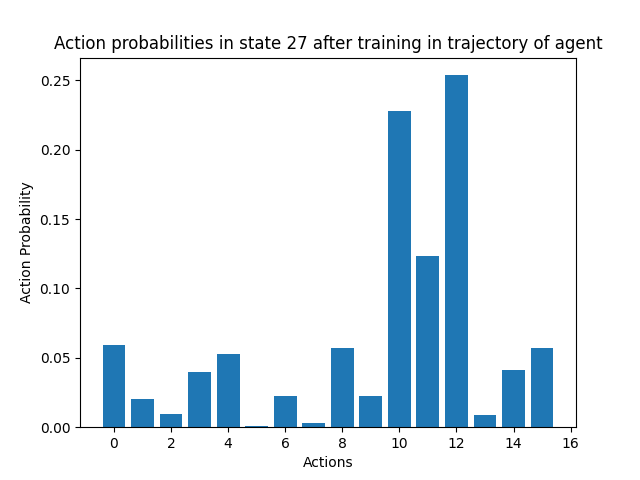 Action probabilities in state 27 after training in trajectory of agent
0.25
0.20
0.15
0.10
0.05
0.00
Action Probability
0 2 4 6 8 10 12 14 16
Actions